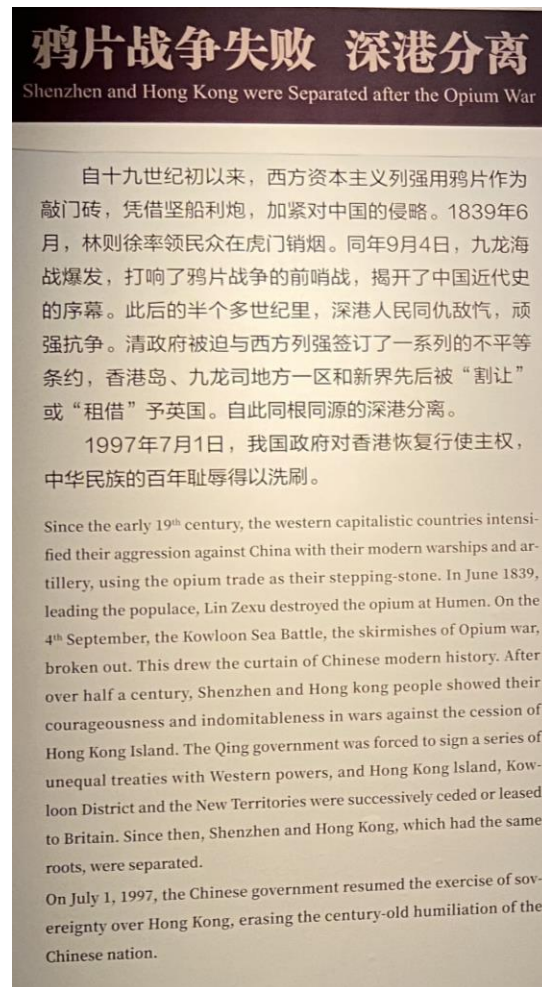 鸦片战争失败 深港分离
Shenzhen and Hong Kong were Separated after the Opium War
自十九世纪初以来，西方资本主义列强用鸦片作为
敲门砖，凭借坚船利炮，加紧对中国的侵略。1839年6
月，林则徐率领民众在虎门销烟。同年9月4日，九龙海
战爆发，打响了鸦片战争的前哨战，揭开了中国近代史
的序幕。此后的半个多世纪里，深港人民同仇敌忾，顽
强抗争。清政府被迫与西方列强签订了一系列的不平等
条约，香港岛、九龙司地方一区和新界先后被“割让”
或“租借”予英国。自此同根同源的深港分离。
1997年7月1日，我国政府对香港恢复行使主权，
中华民族的百年耻辱得以洗刷。
Since the early 19th century, the western capitalistic countries intensi-
fied their aggression against China with their modern warships and ar-
tillery, using the opium trade as their stepping-stone. In June 1839,
leading the populace, Lin Zexu destroyed the opium at Humen. On the
4th September, the Kowloon Sea Battle, the skirmishes of Opium war,
broken out. This drew the curtain of Chinese modern history. After
over half a century, Shenzhen and Hong kong people showed their
courageousness and indomitableness in wars against the cession of
Hong Kong Island. The Qing government was forced to sign a series of
unequal treaties with Western powers, and Hong Kong Island, Kow-
loon District and the New Territories were successively ceded or leased
to Britain. Since then, Shenzhen and Hong Kong, which had the same
roots, were separated.
On July 1, 1997, the Chinese government resumed the exercise of sov-
ereignty over Hong Kong, erasing the century-old humiliation of the
Chinese nation.